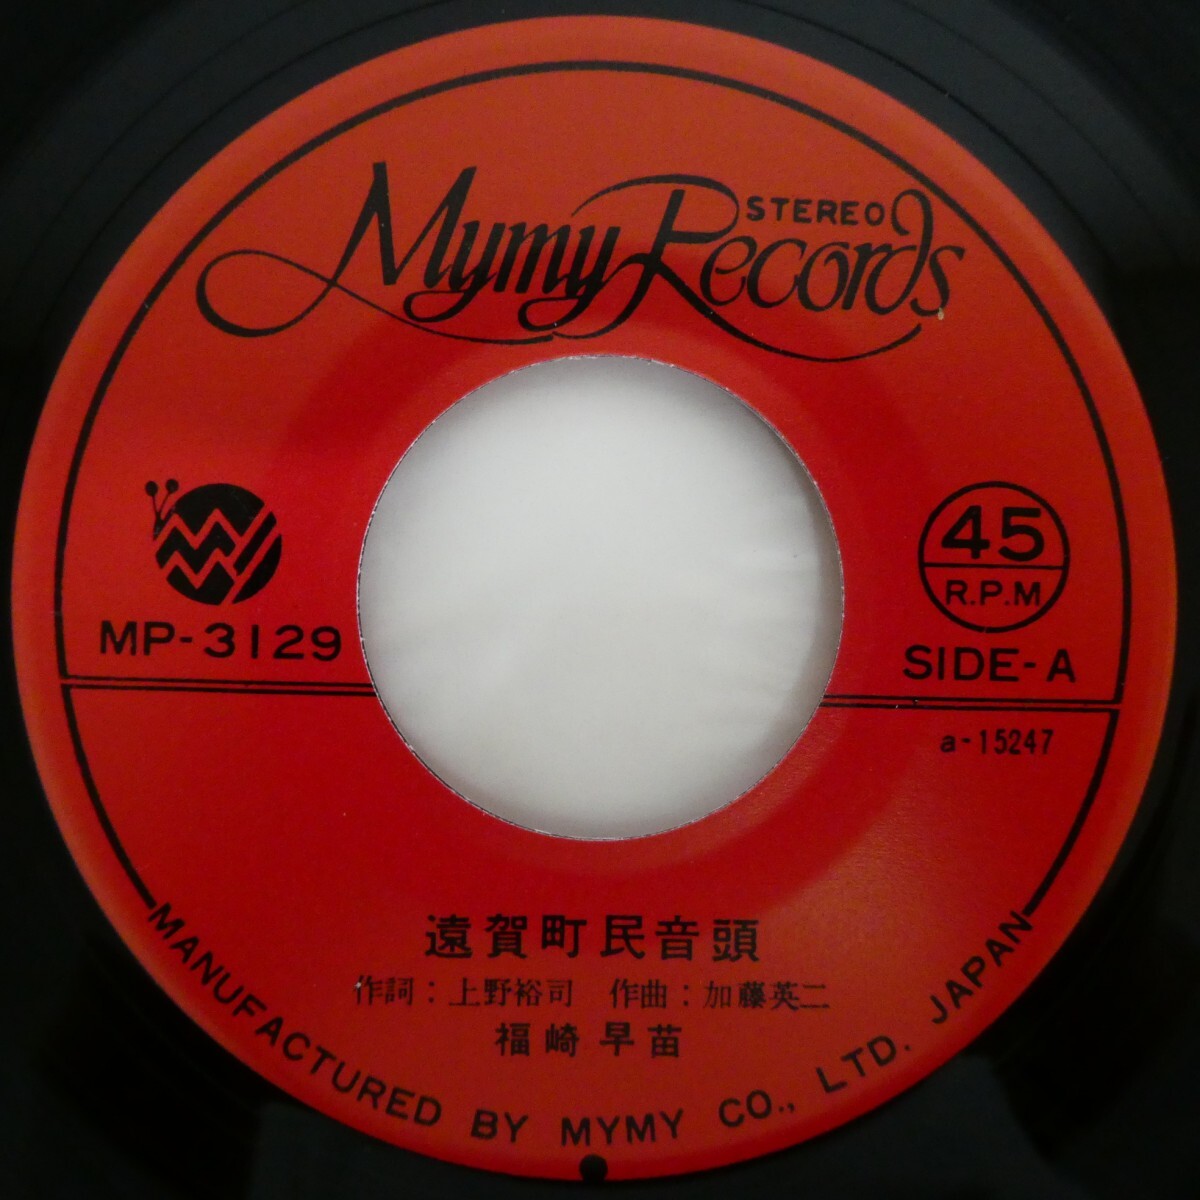 Mymy Records
STEREO
MP-3129
45
R.P.M
SIDE-A
a-15247
遠賀町民音頭
作詞：上野裕司　作曲：加藤英二
福崎早苗
MANUFACTURED BY MYMY CO., LTD. JAPAN